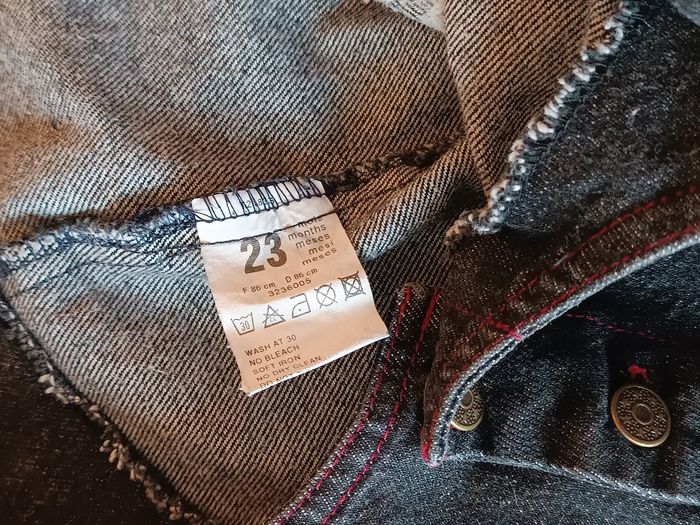 23 months
meses
mesi
meses
F 86 cm D 86 cm
3236005
30
WASH AT 30
NO BLEACH
SOFT IRON
NO DRY CLEAN